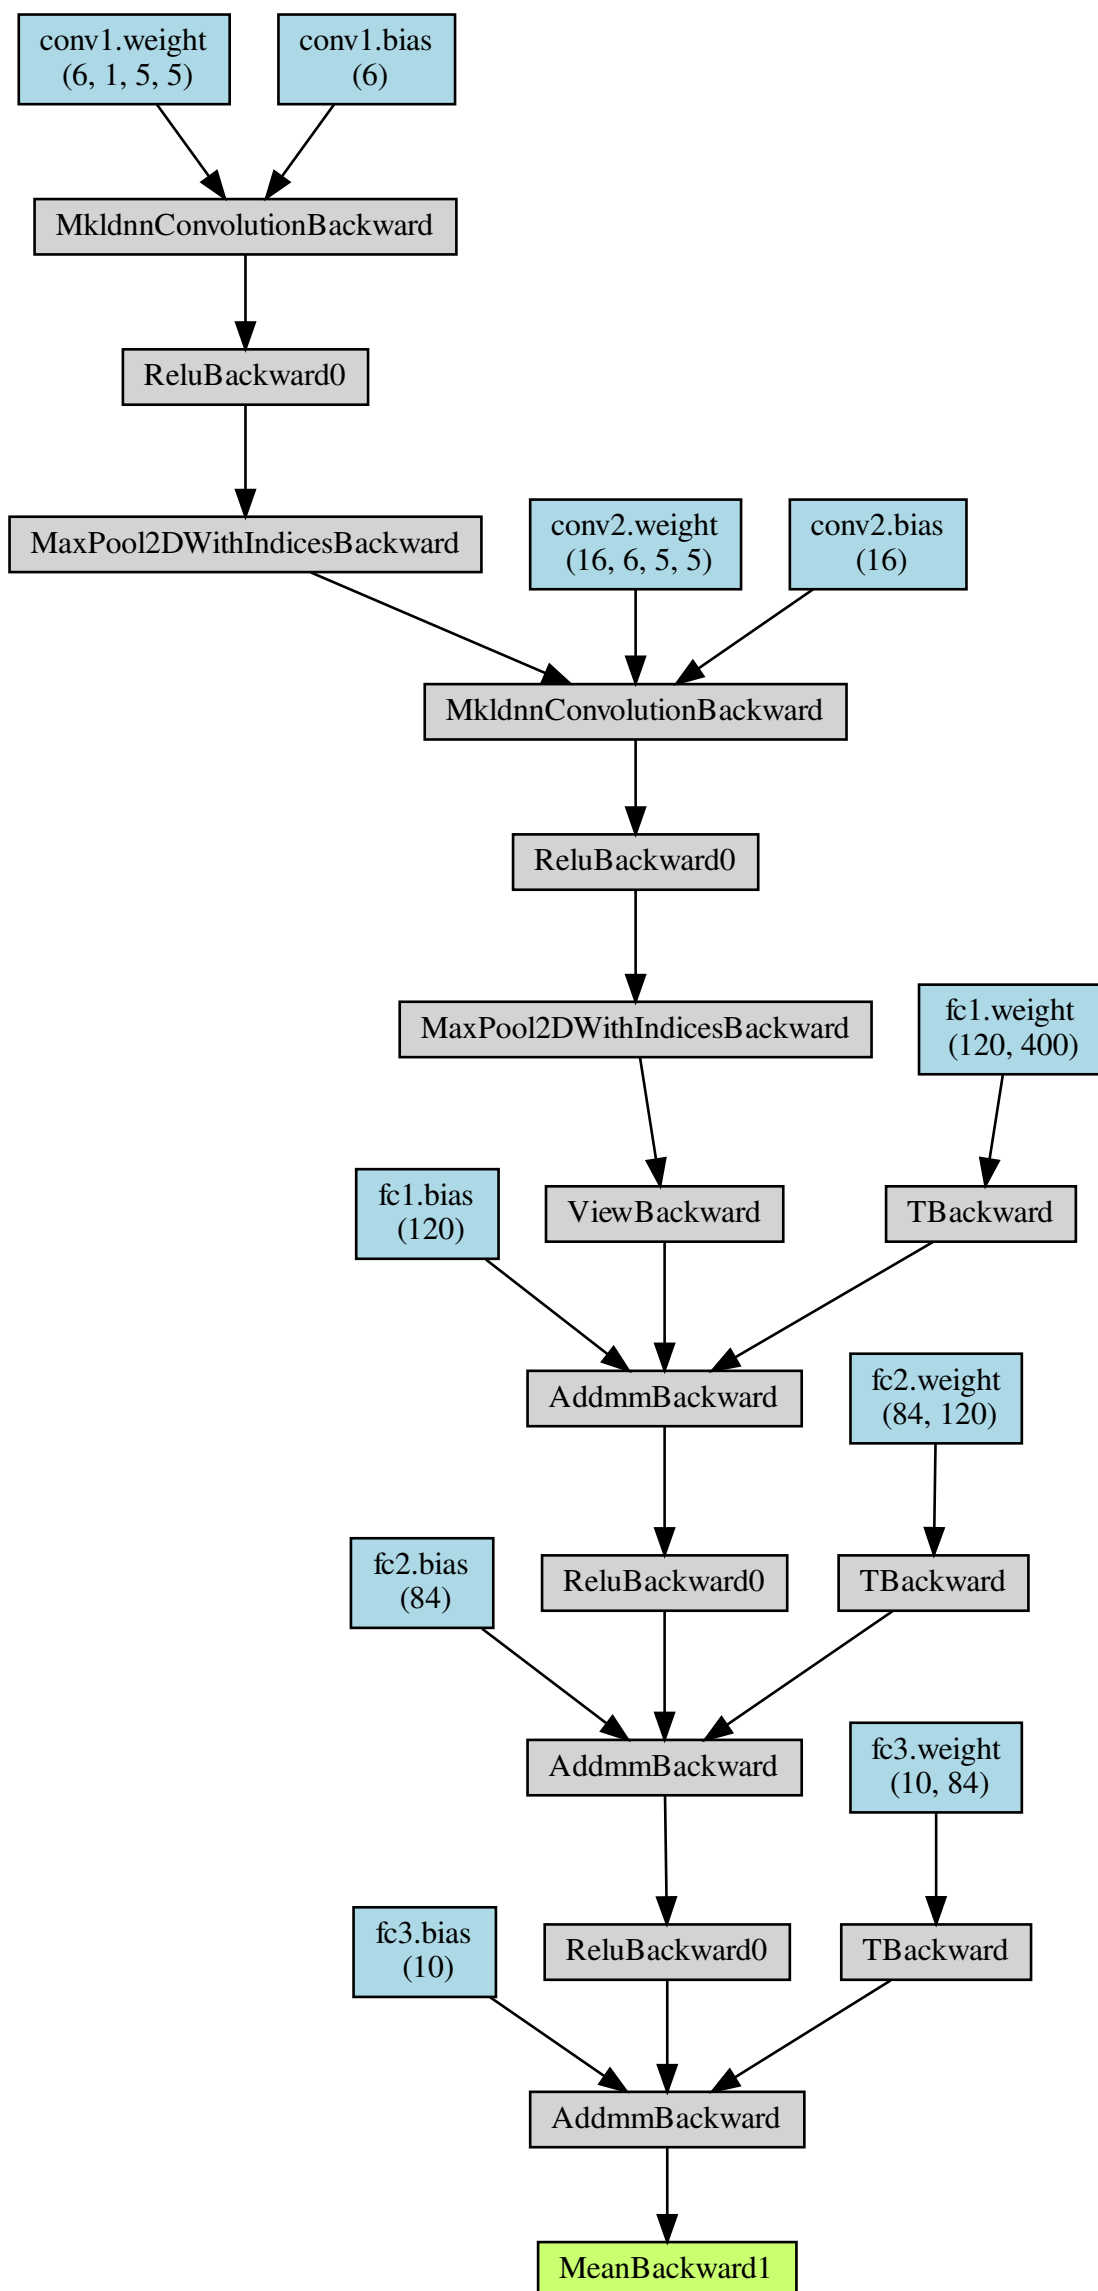 conv1.weight
(6, 1, 5, 5)
conv1.bias
(6)
MkldnnConvolutionBackward
ReluBackward0
MaxPool2DWithIndicesBackward
conv2.weight
(16, 6, 5, 5)
conv2.bias
(16)
MkldnnConvolutionBackward
ReluBackward0
MaxPool2DWithIndicesBackward
fc1.weight
(120, 400)
fc1.bias
(120)
ViewBackward
TBackward
AddmmBackward
fc2.weight
(84, 120)
fc2.bias
(84)
ReluBackward0
TBackward
AddmmBackward
fc3.weight
(10, 84)
fc3.bias
(10)
ReluBackward0
TBackward
AddmmBackward
MeanBackward1